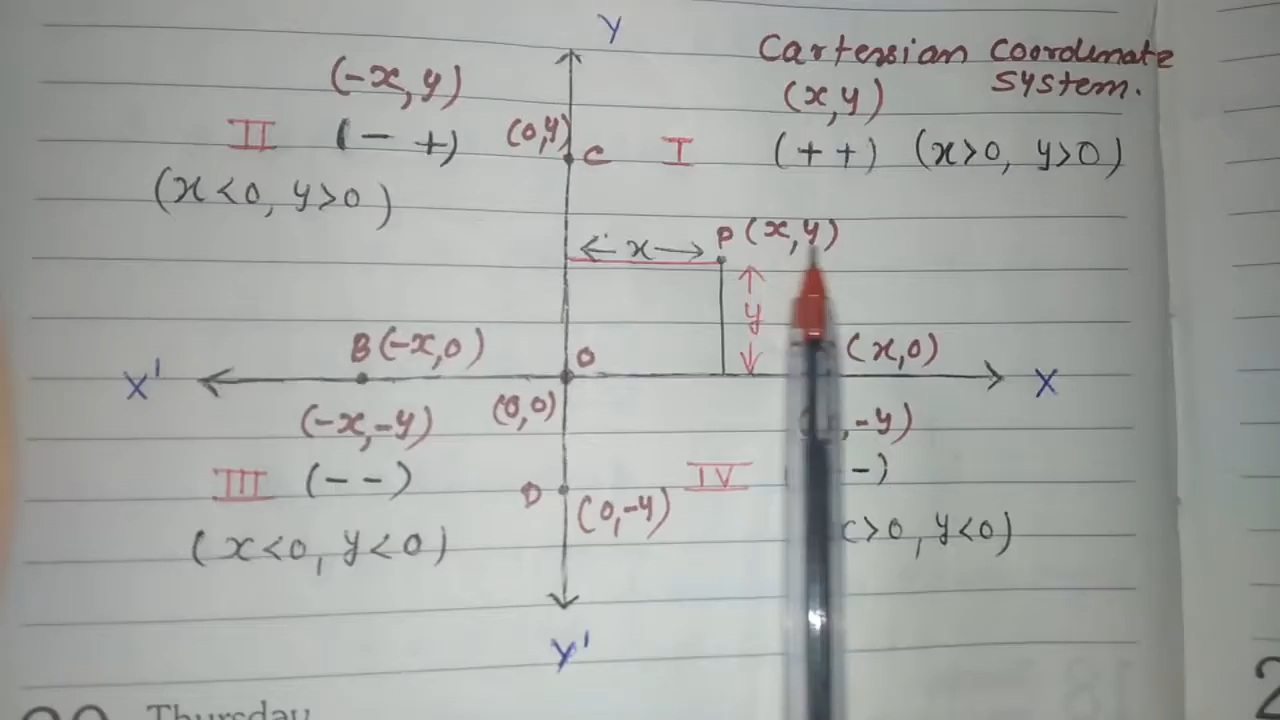 Y
Cartensian Coordinate
system.
(-x, y)
(x, y)
II (- +)
(0, y)
C
I
(+ +) (x>0, y>0)
(x<0, y>0)
← x →
P (x, y)
y
B (-x, 0)
O
(x, 0)
X'
X
(0, 0)
(-x, -y)
, -y)
III (- -)
IV
-)
D
(0, -y)
(x<0, y<0)
>0, y<0)
Y'
Thursday